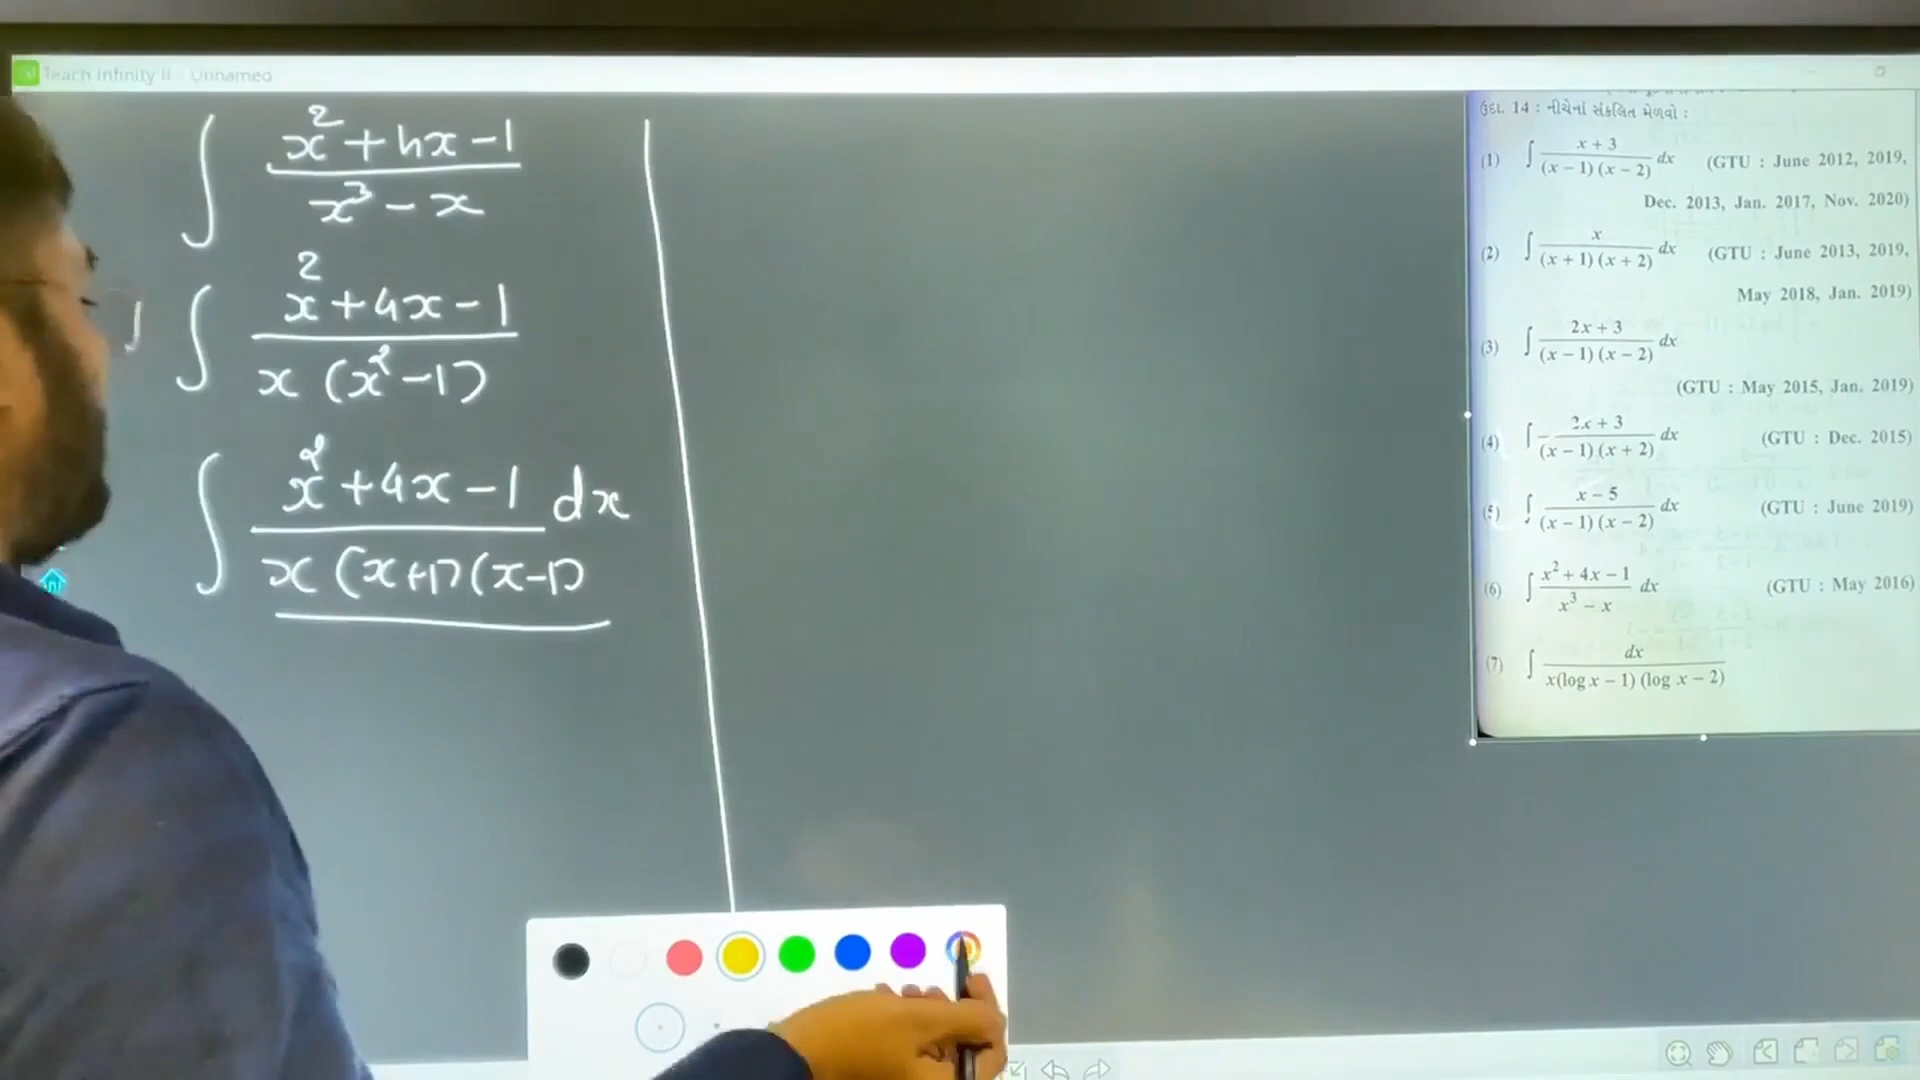 Teach Infinity II - Unnamed
∫ x² + 4x - 1 / x³ - x
∫ x² + 4x - 1 / x (x² - 1)
∫ x² + 4x - 1 / x (x+1) (x-1) dx
ઉદા. 14 : નીચેનાં સંકલિત મેળવો :
(1) ∫ x + 3 / (x - 1) (x - 2) dx (GTU : June 2012, 2019,
Dec. 2013, Jan. 2017, Nov. 2020)
(2) ∫ x / (x + 1) (x + 2) dx (GTU : June 2013, 2019,
May 2018, Jan. 2019)
(3) ∫ 2x + 3 / (x - 1) (x - 2) dx
(GTU : May 2015, Jan. 2019)
(4) ∫ 2x + 3 / (x - 1) (x + 2) dx (GTU : Dec. 2015)
(5) ∫ x - 5 / (x - 1) (x - 2) dx (GTU : June 2019)
(6) ∫ x² + 4x - 1 / x³ - x dx (GTU : May 2016)
(7) ∫ dx / x(log x - 1) (log x - 2)